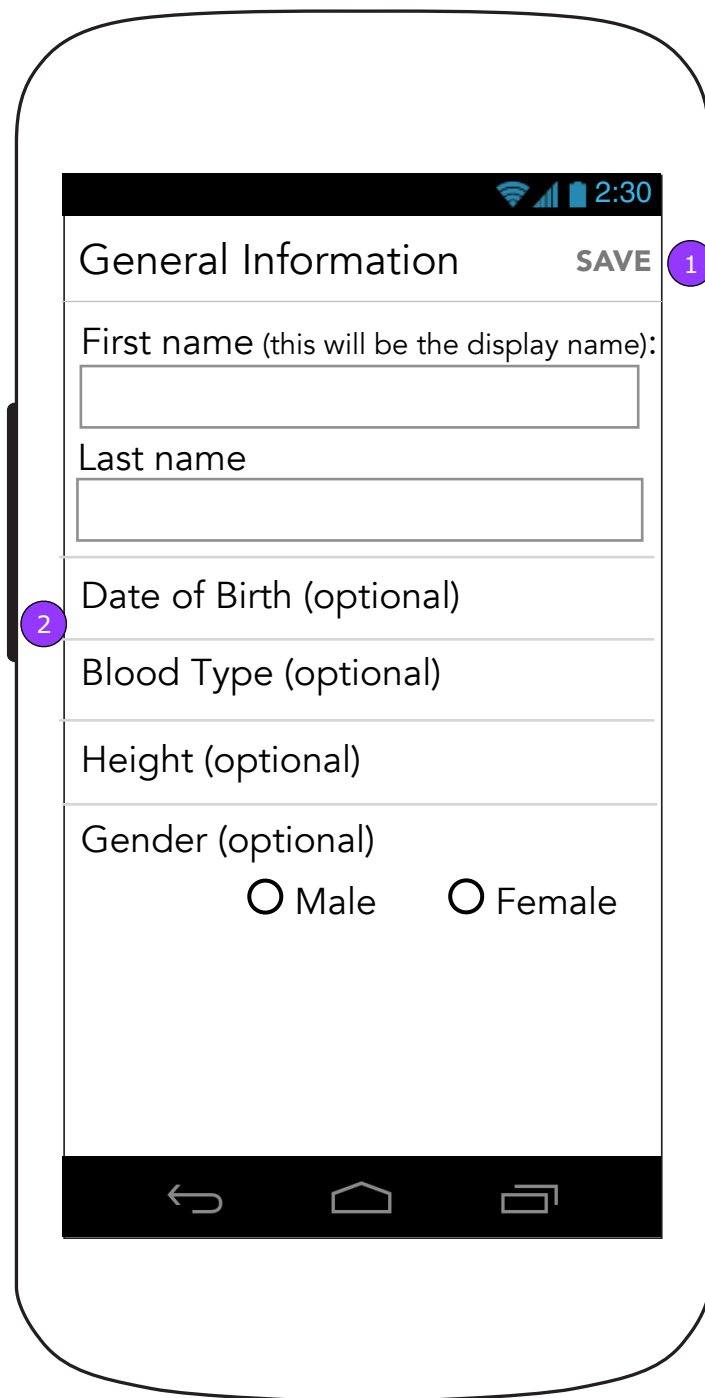 2:30
General Information SAVE 1
First name (this will be the display name):
Last name
Date of Birth (optional)
2
Blood Type (optional)
Height (optional)
Gender (optional)
Male Female